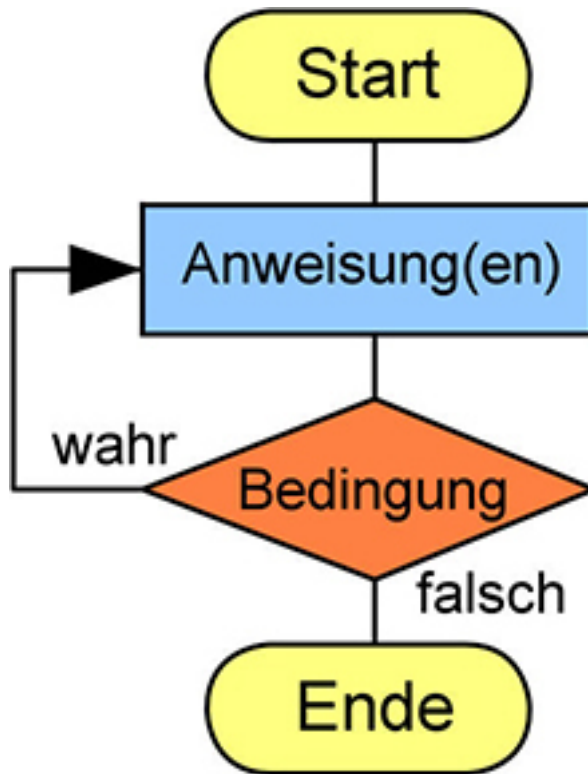 Start
Anweisung(en)
wahr
Bedingung
falsch
Ende